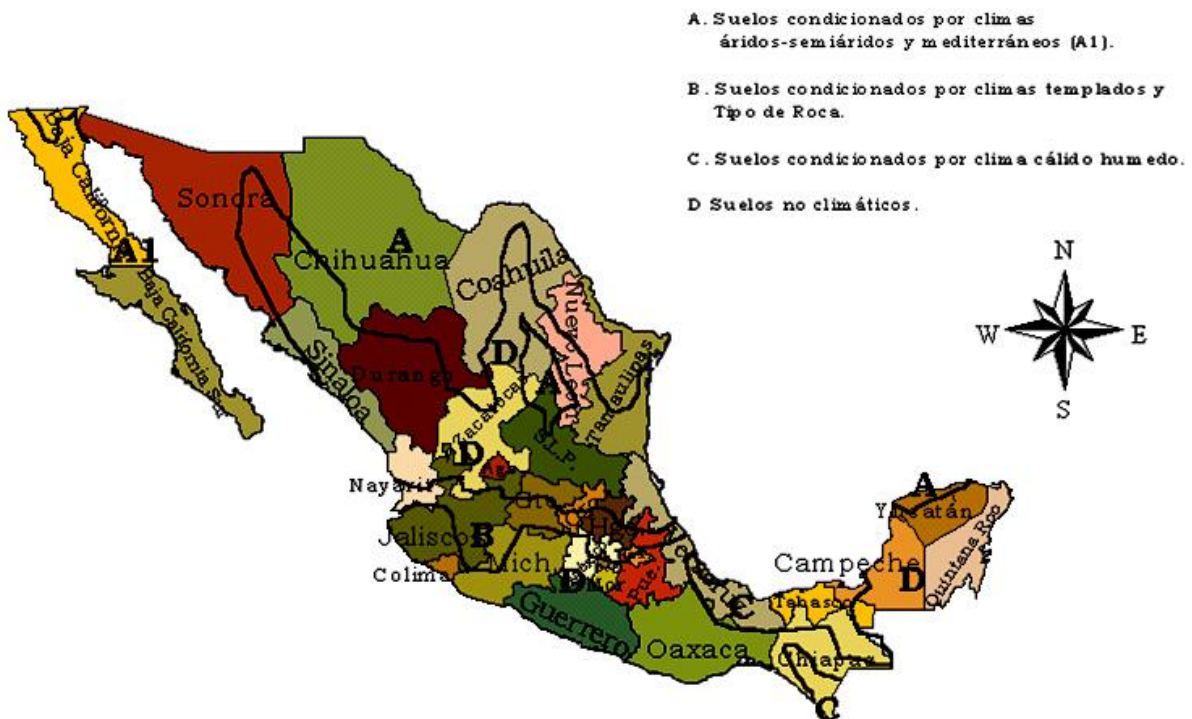 A. Suelos condicionados por climas
áridos-semiáridos y mediterráneos (A1).
B. Suelos condicionados por climas templados y
Tipo de Roca.
C. Suelos condicionados por clima cálido humedo.
D Suelos no climáticos.
N
W E
S
Baja Californ
Sonora
A
Chihuahua
A1
Coahuila
Baja California Sur
Nuevo León
Sinaloa
D
Durango
A
Tamaulipas
Zacatecas
S.L.P.
D
Nayarit
A
Yucatán
Quintana Roo
Jalisco
B
Mich.
Campeche
D
Colima
D
Mor
Pue.
C
Tabasco
Guerrero
Oaxaca
Chiapas
C